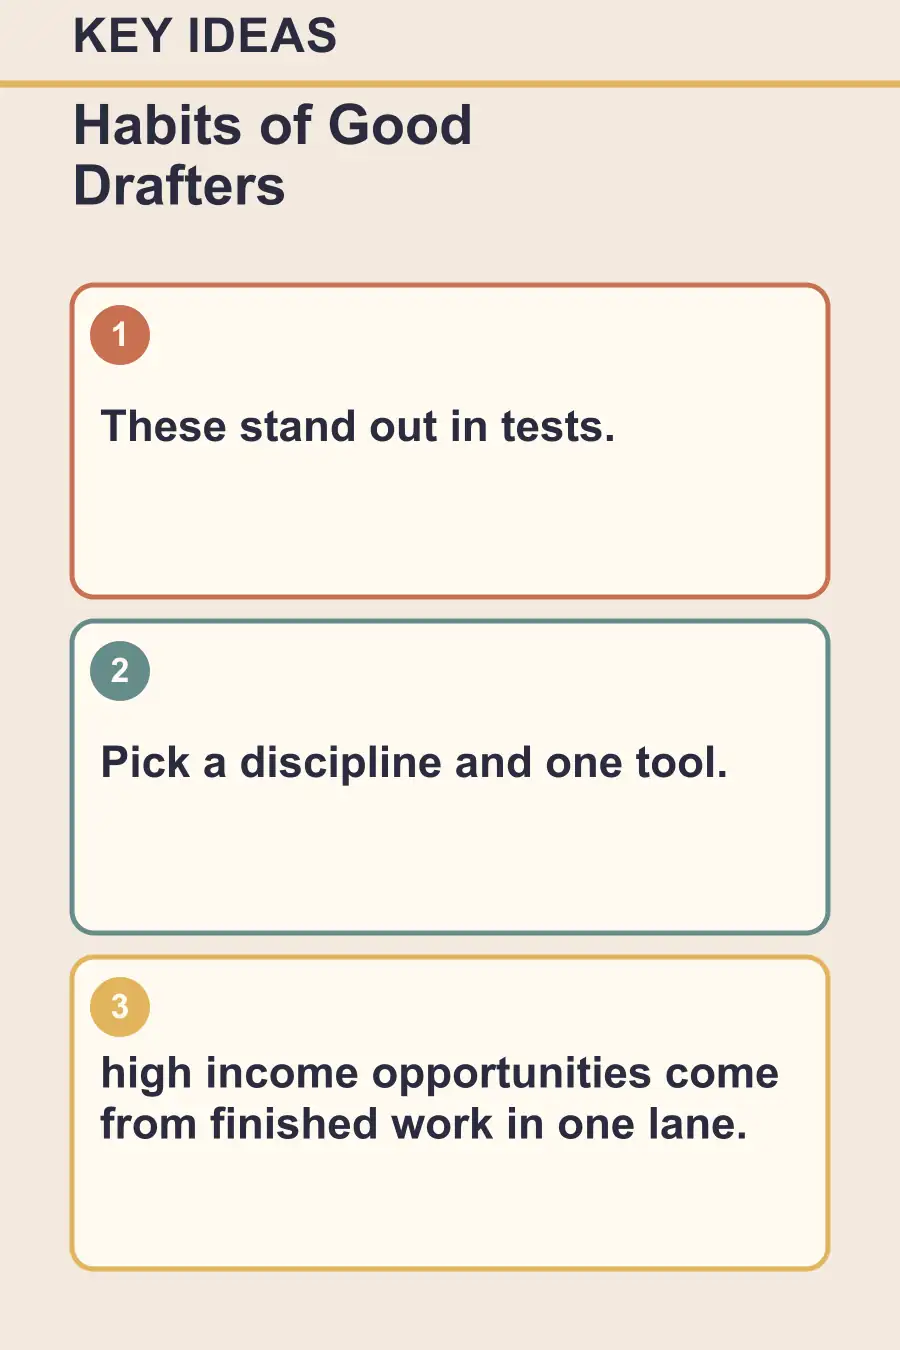 KEY IDEAS
Habits of Good
Drafters
1
These stand out in tests.
2
Pick a discipline and one tool.
3
high income opportunities come
from finished work in one lane.